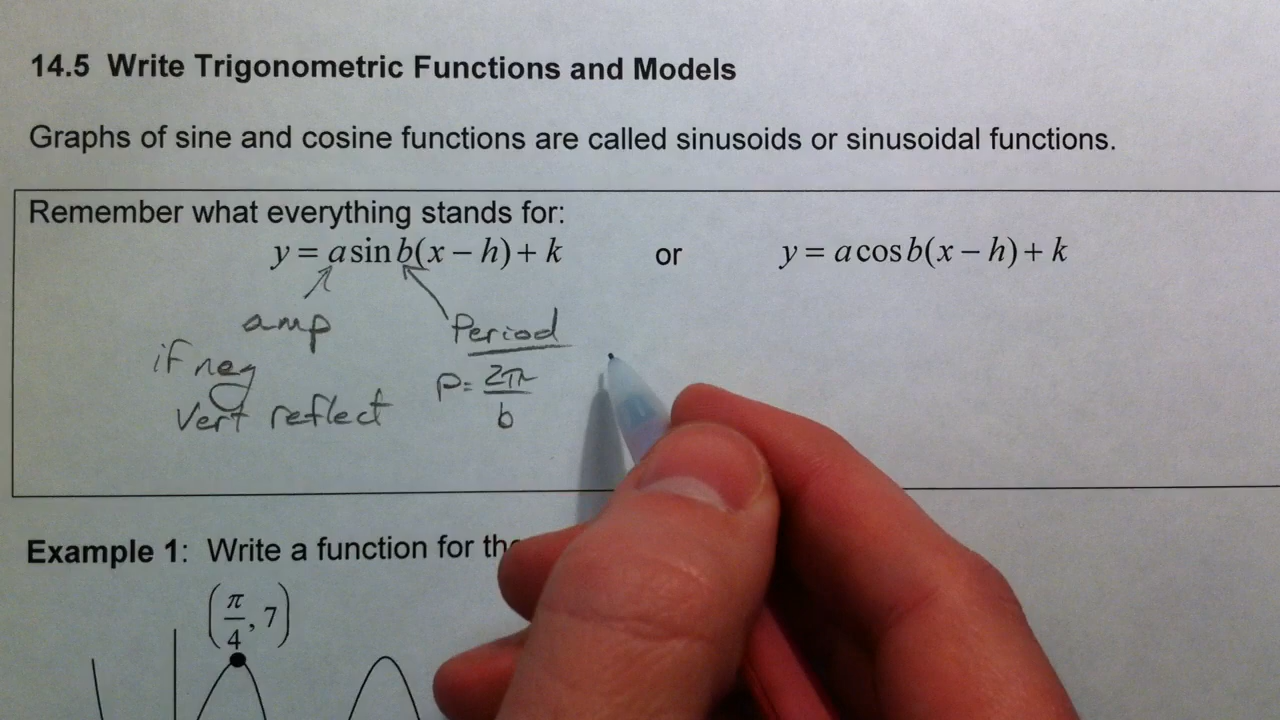 14.5 Write Trigonometric Functions and Models
Graphs of sine and cosine functions are called sinusoids or sinusoidal functions.
Remember what everything stands for:
y = a sin b(x − h) + k or y = a cos b(x − h) + k
amp
if neg
vert reflect
Period
P = 2π/b
Example 1: Write a function for
(π/4, 7)